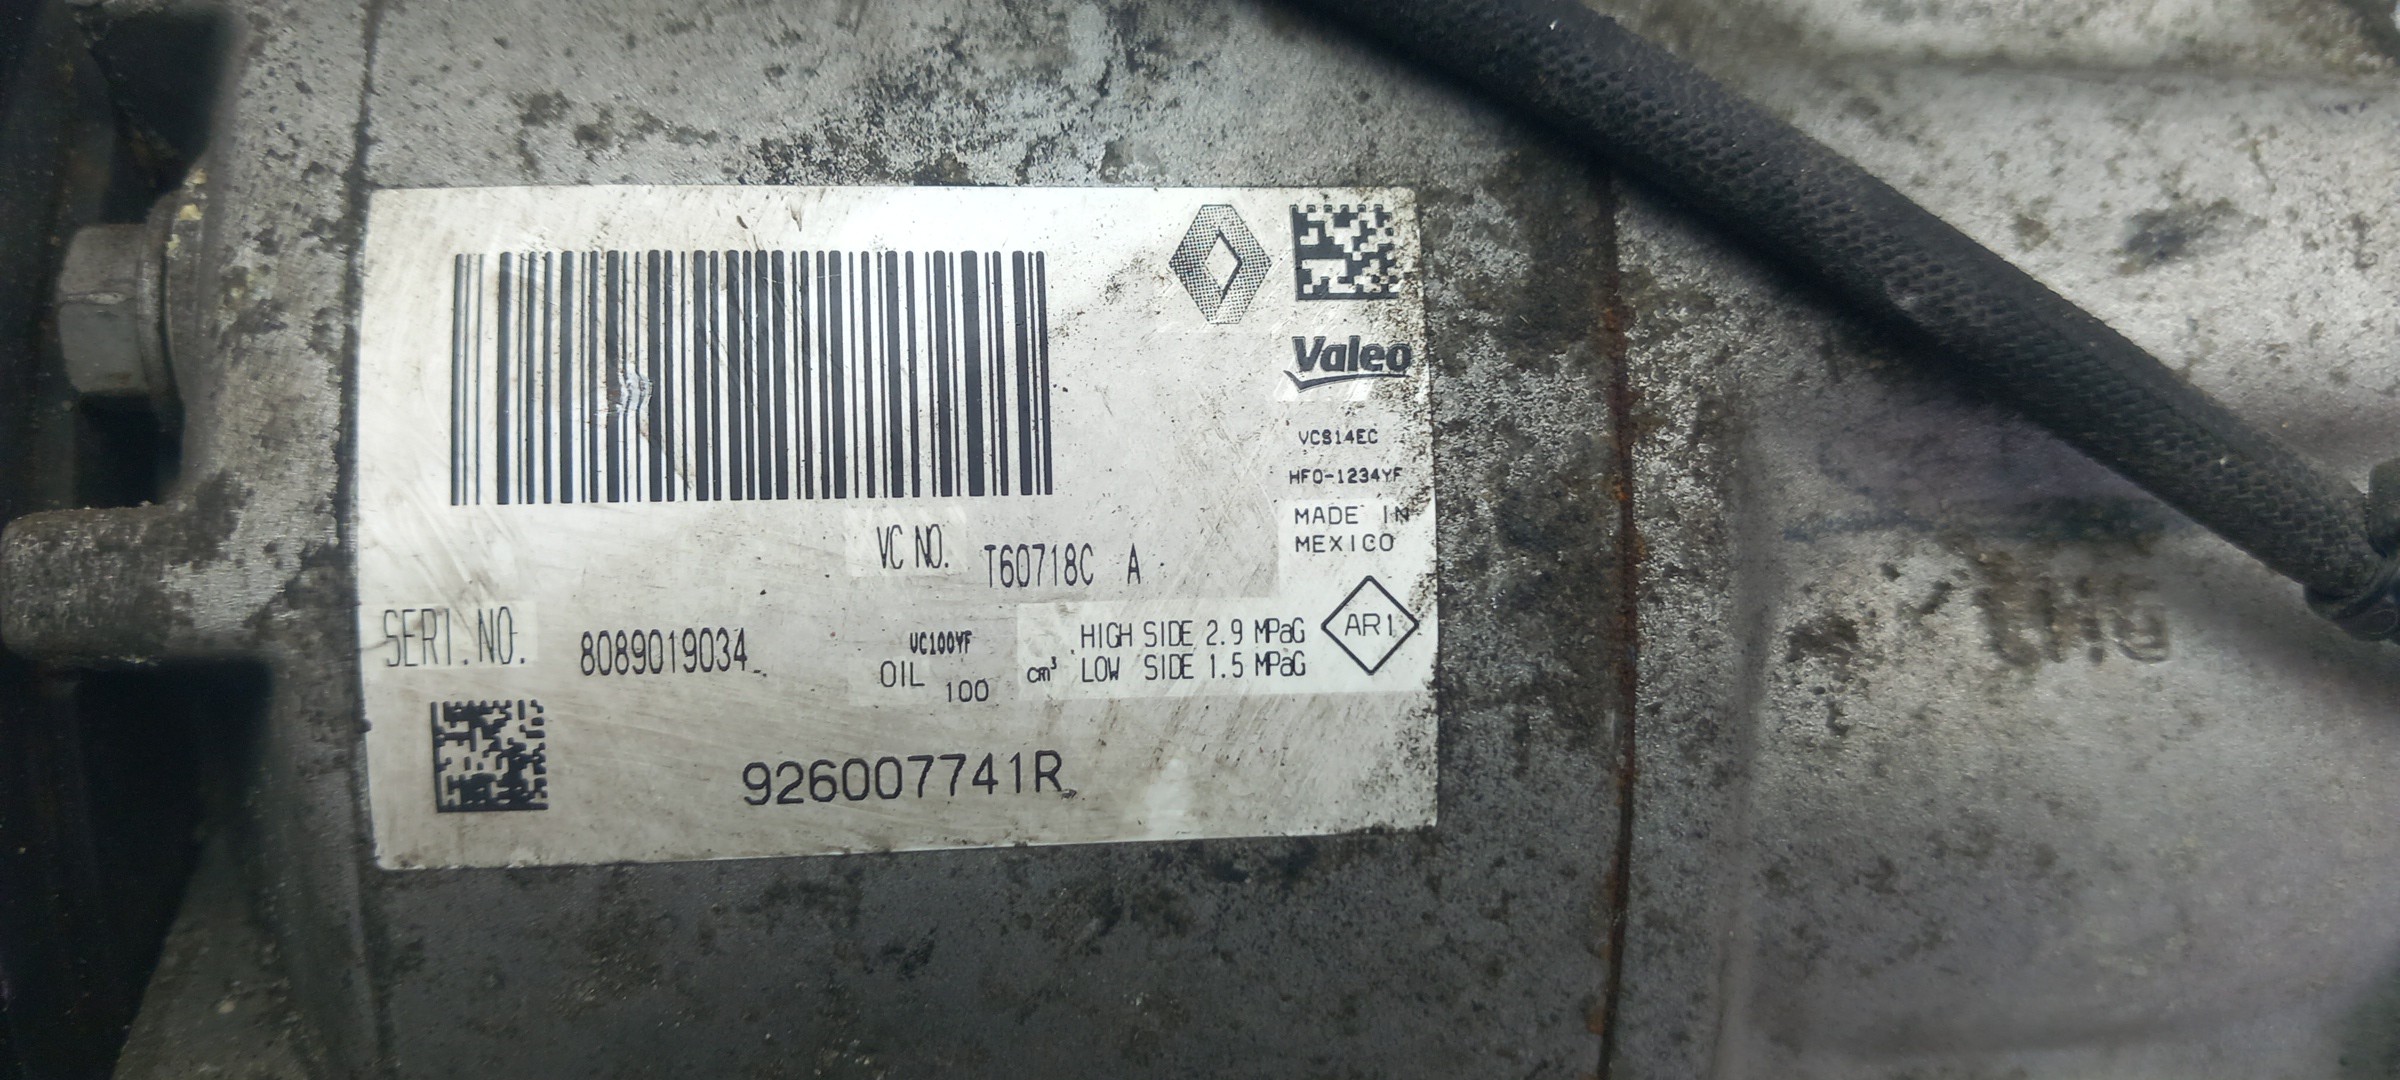 Valeo
VCS14EC
HFO-1234YF
MADE IN
MEXICO
VC NO. T60718C A
SERI.NO. 8089019034
VC100YF
OIL 100 cm³
HIGH SIDE 2.9 MPaG
LOW SIDE 1.5 MPaG
AR1
926007741R